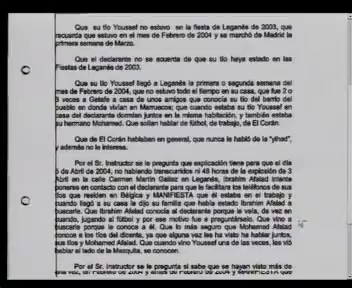 Que su tío Youssef no estuvo en la fiesta de Leganés de 2003, que
recuerda que estuvo en el mes de Febrero de 2004 y se marchó de Madrid la
primera semana de Marzo.
Que el declarante no se acuerda de que su tío haya estado en las
Fiestas de Leganés de 2003.
Que su tío Youssef llegó a Leganés la primera o segunda semana del
mes de Febrero de 2004, que no estuvo todo el tiempo en su casa, que fue 2 o
3 veces a Getafe a casa de unos amigos que conocía su tío del barrio del
pueblo en donde vivían en Marruecos; que cuando estaba su tío Youssef en
casa del declarante dormían juntos en la misma habitación, y también estaba
su hermano Mohamed. Que solían hablar de fútbol, de trabajo, de El Corán.
Que de El Corán hablaban en general, que nunca le habló de la "yihad",
y además no le interesa.
Por el Sr. Instructor se le pregunta que explicación tiene para que el día
5 de Abril de 2004, no habiendo transcurridos ni 48 horas de la explosión de 3
Abril en la calle Carmen Martín Gaitez en Leganés, Ibrahim Afalad intente
ponerse en contacto con el declarante para que le facilitara los teléfonos de sus
tíos que residen en Bélgica y MANIFIESTA que él estaba en el trabajo y
cuando llegó a su casa le dijo su familia que había estado Ibrahim Afalad a
buscarle. Que Ibrahim Afalad conocía al declarante porque le veía, de vez en
cuando, jugando al fútbol y por ese motivo fue a preguntárselo. Que vino a
buscarle porque le conoce a él. Que lo más seguro que Mohamed Afalad
conoce a los tíos del dicente, ya que alguna vez les ha visto ha hablar juntos,
sus tíos y Mohamed Afalad. Que cuando vino Youssef una de las veces, les vió
hablar al lado de la Mezquita, se conocen.
Por el Sr. Instructor se le pregunta si sabe que se hayan visto más de
una vez, en Febrero de 2004 y antes de Febrero de 2004 y MANIFIESTA que